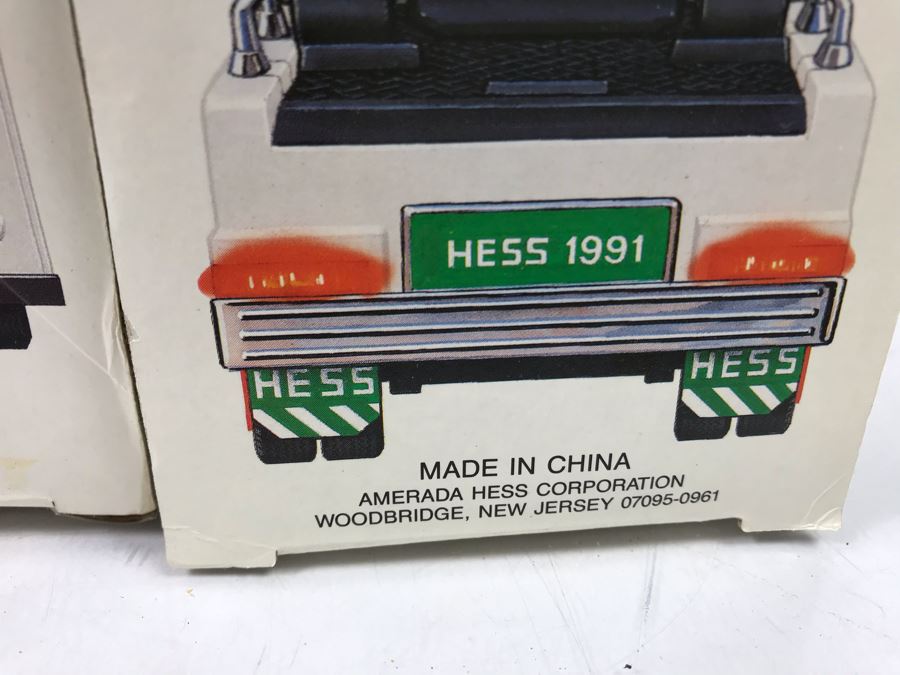 HESS 1991
HESS
HESS
MADE IN CHINA
AMERADA HESS CORPORATION
WOODBRIDGE, NEW JERSEY 07095-0961